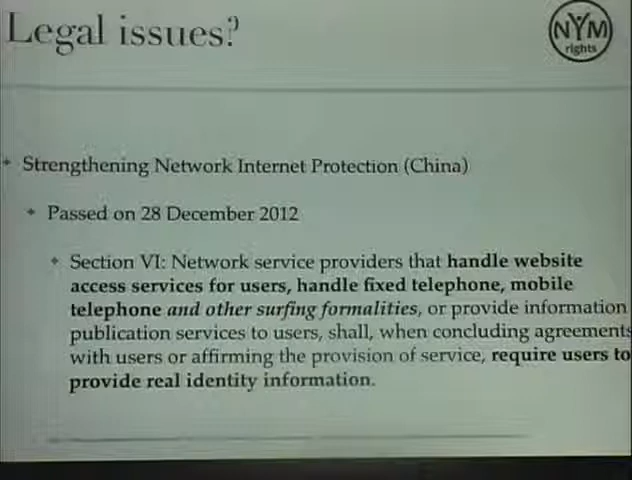 Legal issues?
NYM
rights
Strengthening Network Internet Protection (China)
Passed on 28 December 2012
Section VI: Network service providers that handle website
access services for users, handle fixed telephone, mobile
telephone and other surfing formalities, or provide information
publication services to users, shall, when concluding agreements
with users or affirming the provision of service, require users to
provide real identity information.